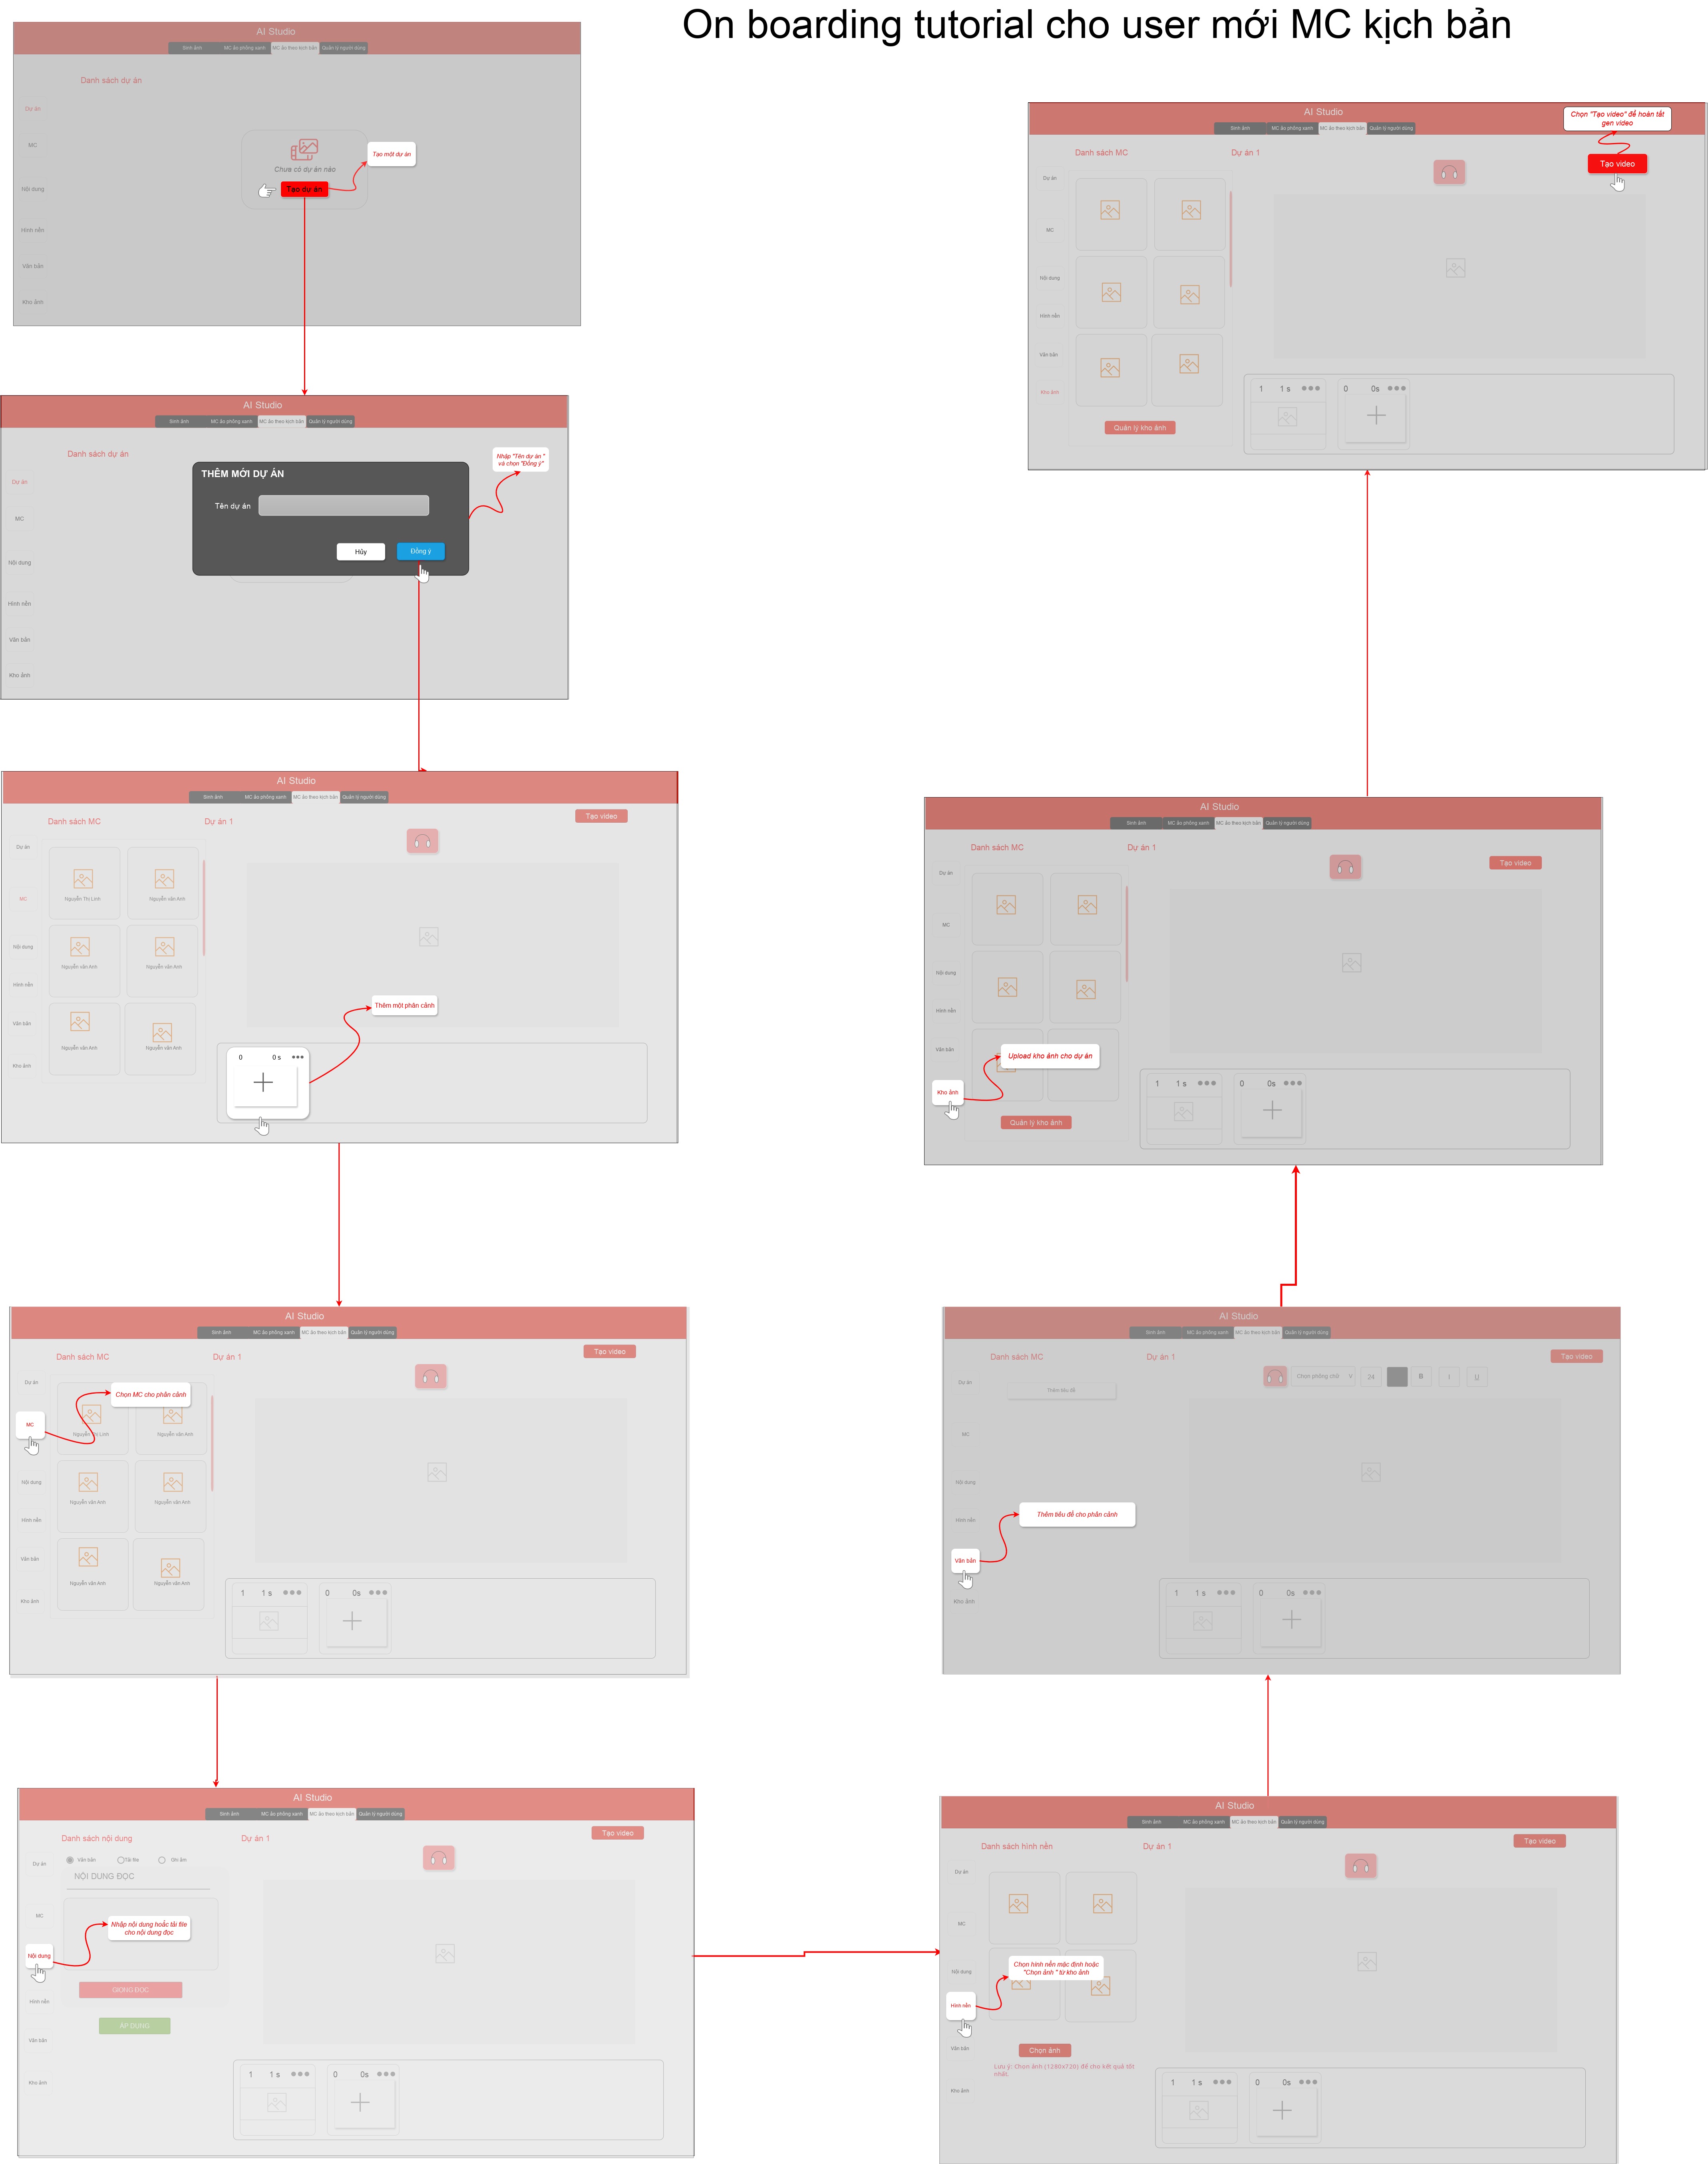 On boarding tutorial cho user mới MC kịch bản
AI Studio
Sinh ảnh
MC ảo phông xanh
MC ảo theo kịch bản
Quản lý người dùng
Danh sách dự án
Dự án
MC
Nội dung
Hình nền
Văn bản
Kho ảnh
Chưa có dự án nào
Tạo dự án
Tạo một dự án
AI Studio
Sinh ảnh
MC ảo phông xanh
MC ảo theo kịch bản
Quản lý người dùng
Danh sách dự án
Dự án
MC
Nội dung
Hình nền
Văn bản
Kho ảnh
THÊM MỚI DỰ ÁN
Tên dự án
Hủy
Đồng ý
Nhập "Tên dự án "
và chọn "Đồng ý"
AI Studio
Sinh ảnh
MC ảo phông xanh
MC ảo theo kịch bản
Quản lý người dùng
Danh sách MC
Dự án 1
Tạo video
Dự án
MC
Nội dung
Hình nền
Văn bản
Kho ảnh
Nguyễn Thị Linh
Nguyễn văn Anh
Nguyễn văn Anh
Nguyễn văn Anh
Nguyễn văn Anh
Nguyễn văn Anh
Thêm một phân cảnh
0
0 s
AI Studio
Sinh ảnh
MC ảo phông xanh
MC ảo theo kịch bản
Quản lý người dùng
Danh sách MC
Dự án 1
Tạo video
Dự án
MC
Nội dung
Hình nền
Văn bản
Kho ảnh
Chọn MC cho phân cảnh
Nguyễn Thị Linh
Nguyễn văn Anh
Nguyễn văn Anh
Nguyễn văn Anh
Nguyễn văn Anh
Nguyễn văn Anh
1
1 s
0
0s
AI Studio
Sinh ảnh
MC ảo phông xanh
MC ảo theo kịch bản
Quản lý người dùng
Danh sách nội dung
Dự án 1
Tạo video
Dự án
MC
Nội dung
Hình nền
Văn bản
Kho ảnh
Văn bản
Tải file
Ghi âm
NỘI DUNG ĐỌC
Nhập nội dung hoặc tải file
cho nội dung đọc
GIỌNG ĐỌC
ÁP DỤNG
1
1 s
0
0s
AI Studio
Sinh ảnh
MC ảo phông xanh
MC ảo theo kịch bản
Quản lý người dùng
Danh sách hình nền
Dự án 1
Tạo video
Dự án
MC
Nội dung
Hình nền
Văn bản
Kho ảnh
Chọn hình nền mặc định hoặc
"Chọn ảnh " từ kho ảnh
Chọn ảnh
Lưu ý: Chọn ảnh (1280x720) để cho kết quả tốt
nhất.
1
1 s
0
0s
AI Studio
Sinh ảnh
MC ảo phông xanh
MC ảo theo kịch bản
Quản lý người dùng
Danh sách MC
Dự án 1
Tạo video
Thêm tiêu đề
Chọn phông chữ
V
24
B
I
U
Dự án
MC
Nội dung
Hình nền
Văn bản
Kho ảnh
Thêm tiêu đề cho phân cảnh
1
1 s
0
0s
AI Studio
Sinh ảnh
MC ảo phông xanh
MC ảo theo kịch bản
Quản lý người dùng
Danh sách MC
Dự án 1
Tạo video
Dự án
MC
Nội dung
Hình nền
Văn bản
Kho ảnh
Upload kho ảnh cho dự án
Quản lý kho ảnh
1
1 s
0
0s
AI Studio
Sinh ảnh
MC ảo phông xanh
MC ảo theo kịch bản
Quản lý người dùng
Chọn "Tạo video" để hoàn tất
gen video
Tạo video
Danh sách MC
Dự án 1
Dự án
MC
Nội dung
Hình nền
Văn bản
Kho ảnh
Quản lý kho ảnh
1
1 s
0
0s